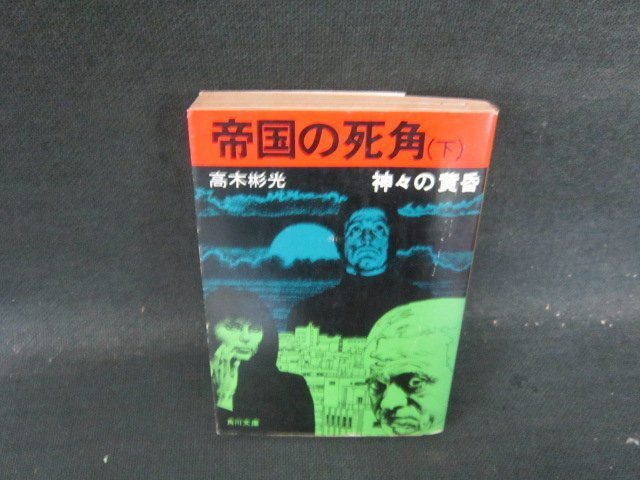 帝国の死角(下)
高木彬光
神々の黄昏
角川文庫